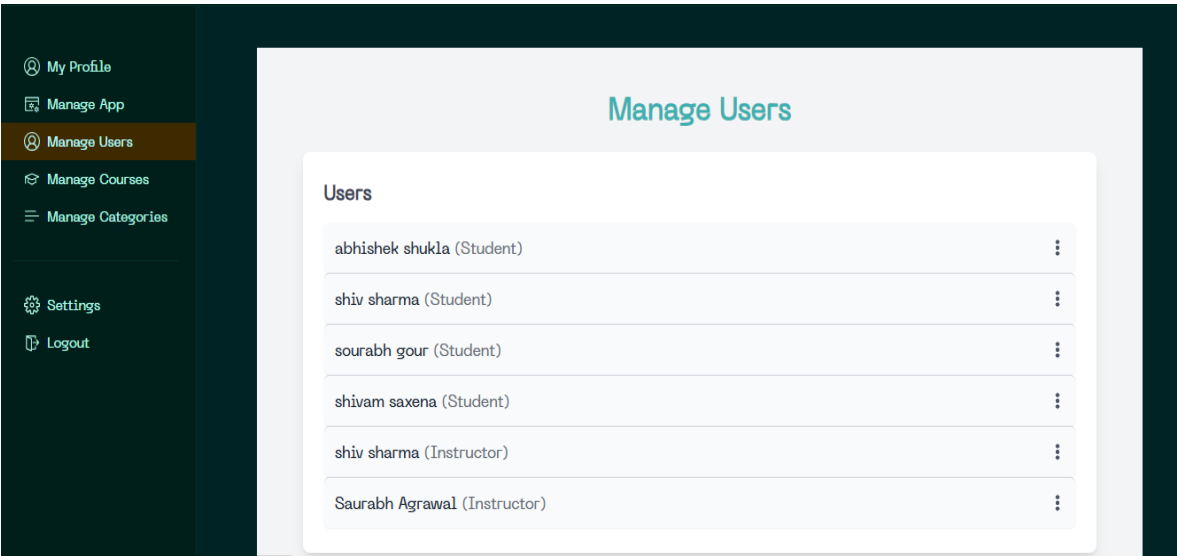 My Profile
Manage App
Manage Users
Manage Courses
Manage Categories
Settings
Logout
Manage Users
Users
abhishek shukla (Student)
shiv sharma (Student)
sourabh gour (Student)
shivam saxena (Student)
shiv sharma (Instructor)
Saurabh Agrawal (Instructor)